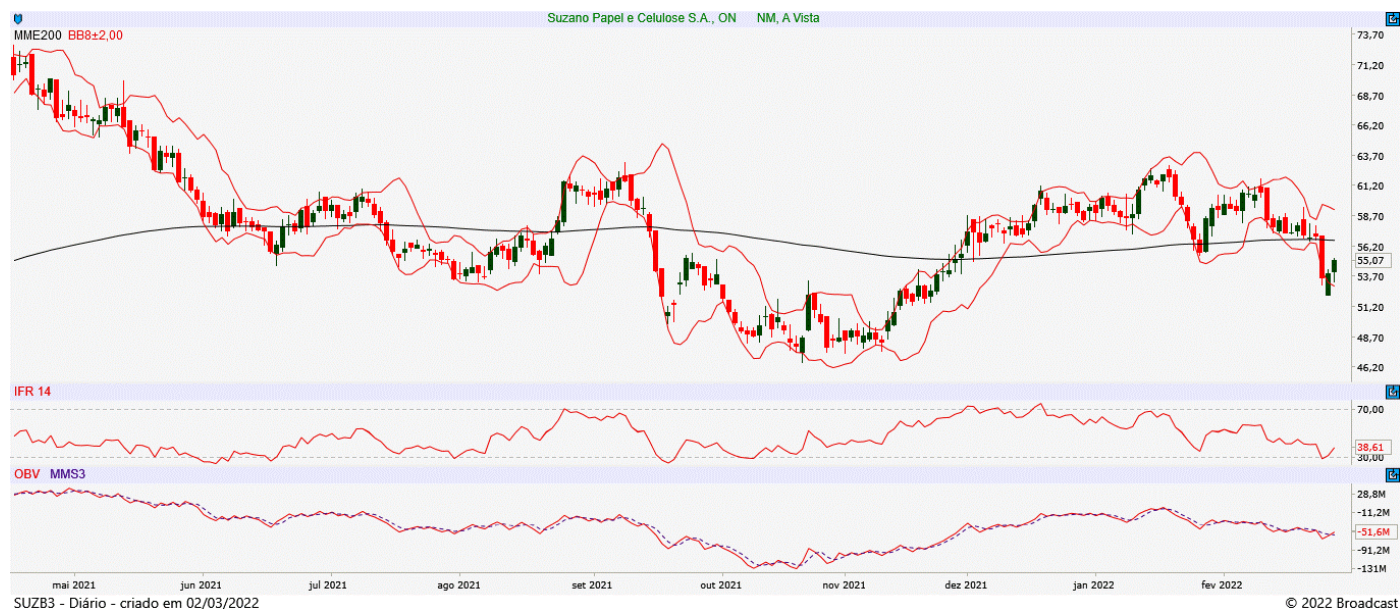 Suzano Papel e Celulose S.A., ON NM, A Vista
MME200 BB8±2,00
73,70
71,20
68,70
66,20
63,70
61,20
58,70
56,20
55,07
53,70
51,20
48,70
46,20
IFR 14
70,00
38,61
30,00
OBV MMS3
28,8M
-11,2M
-51,6M
-91,2M
-131M
mai 2021 jun 2021 jul 2021 ago 2021 set 2021 out 2021 nov 2021 dez 2021 jan 2022 fev 2022
SUZB3 - Diário - criado em 02/03/2022 © 2022 Broadcast